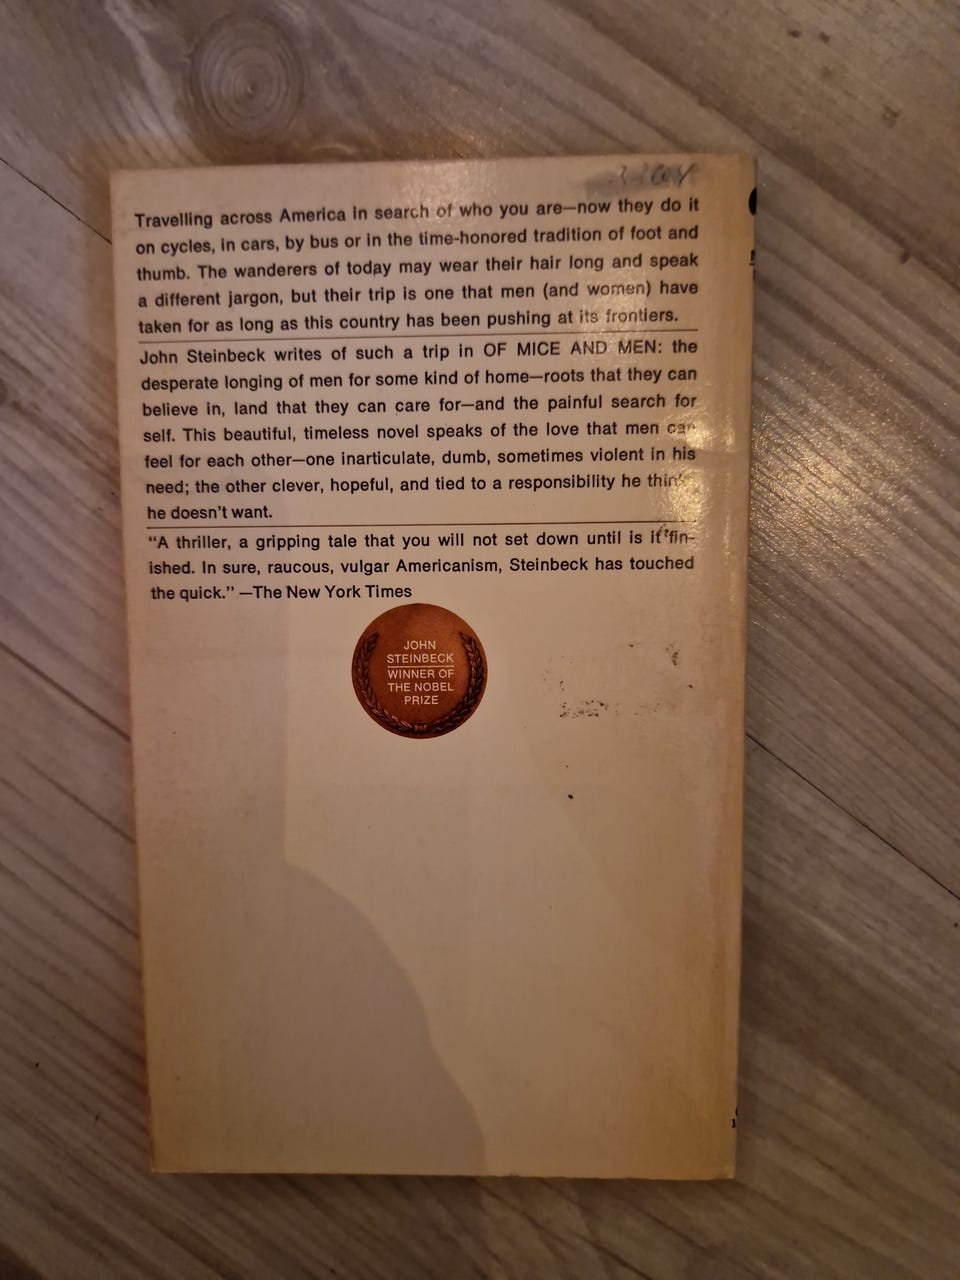 Travelling across America in search of who you are—now they do it
on cycles, in cars, by bus or in the time-honored tradition of foot and
thumb. The wanderers of today may wear their hair long and speak
a different jargon, but their trip is one that men (and women) have
taken for as long as this country has been pushing at its frontiers.
John Steinbeck writes of such a trip in OF MICE AND MEN: the
desperate longing of men for some kind of home—roots that they can
believe in, land that they can care for—and the painful search for
self. This beautiful, timeless novel speaks of the love that men can
feel for each other—one inarticulate, dumb, sometimes violent in his
need; the other clever, hopeful, and tied to a responsibility he thinks
he doesn't want.
"A thriller, a gripping tale that you will not set down until is it fin-
ished. In sure, raucous, vulgar Americanism, Steinbeck has touched
the quick." —The New York Times
JOHN
STEINBECK
WINNER OF
THE NOBEL
PRIZE